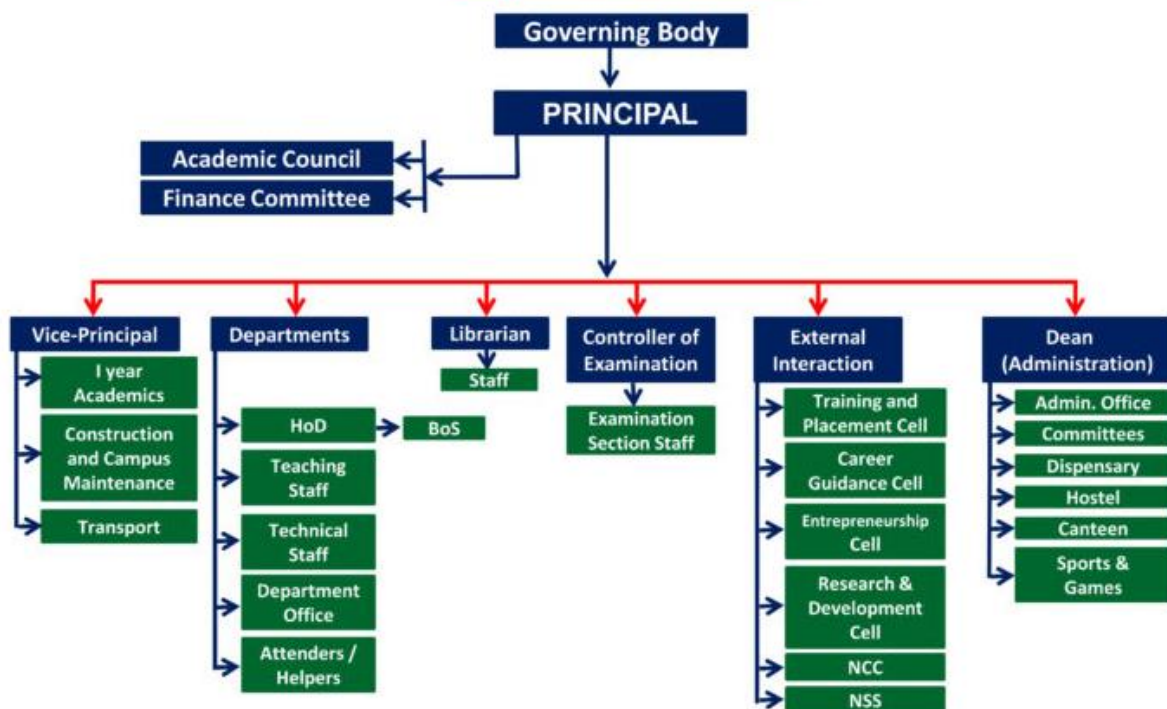 Governing Body
PRINCIPAL
Academic Council
Finance Committee
Vice-Principal
I year
Academics
Construction
and Campus
Maintenance
Transport
Departments
HoD
BoS
Teaching
Staff
Technical
Staff
Department
Office
Attenders /
Helpers
Librarian
Staff
Controller of
Examination
Examination
Section Staff
External
Interaction
Training and
Placement Cell
Career
Guidance Cell
Entrepreneurship
Cell
Research &
Development
Cell
NCC
NSS
Dean
(Administration)
Admin. Office
Committees
Dispensary
Hostel
Canteen
Sports &
Games